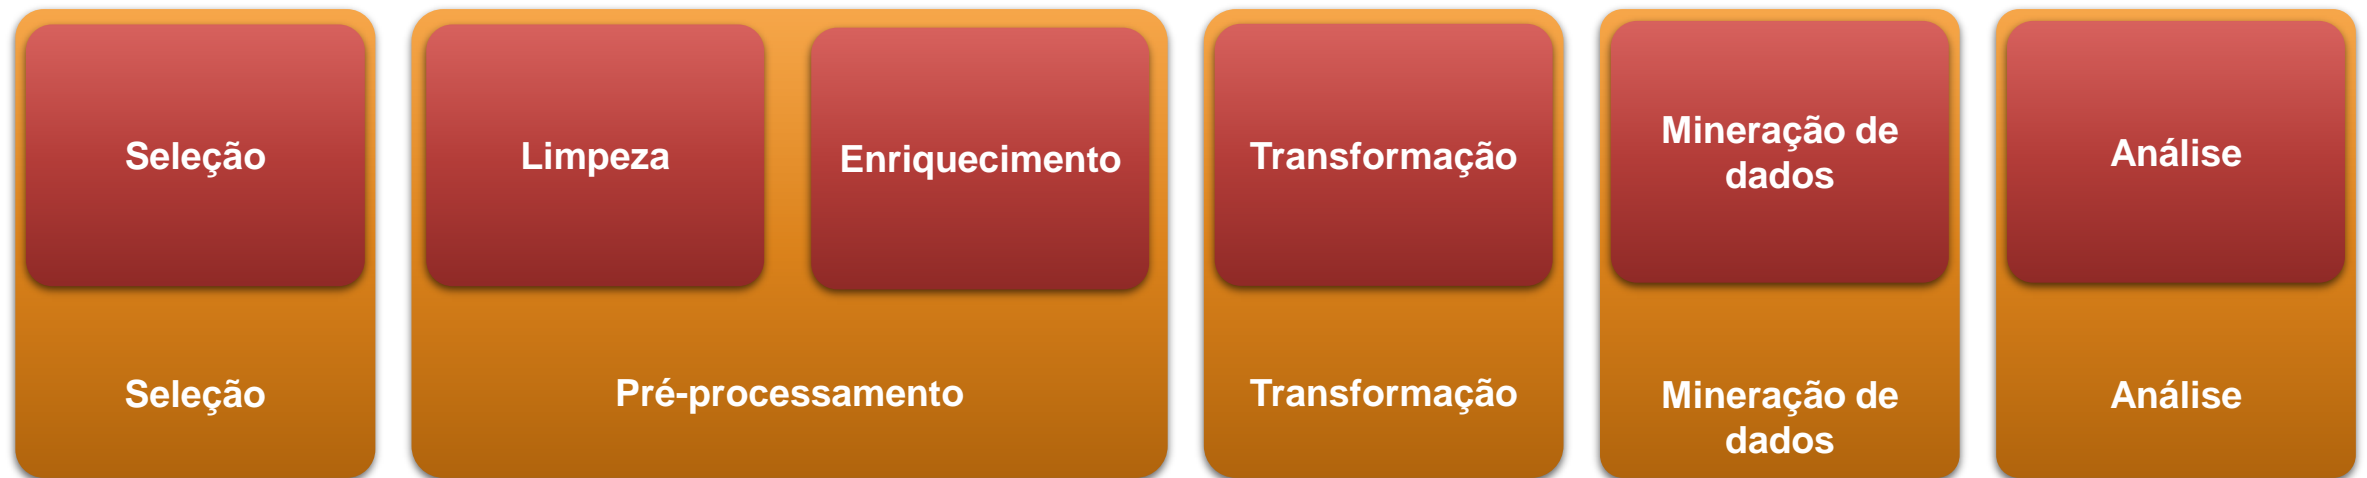 Seleção
Limpeza
Enriquecimento
Transformação
Mineração de
dados
Análise
Seleção
Pré-processamento
Transformação
Mineração de
dados
Análise